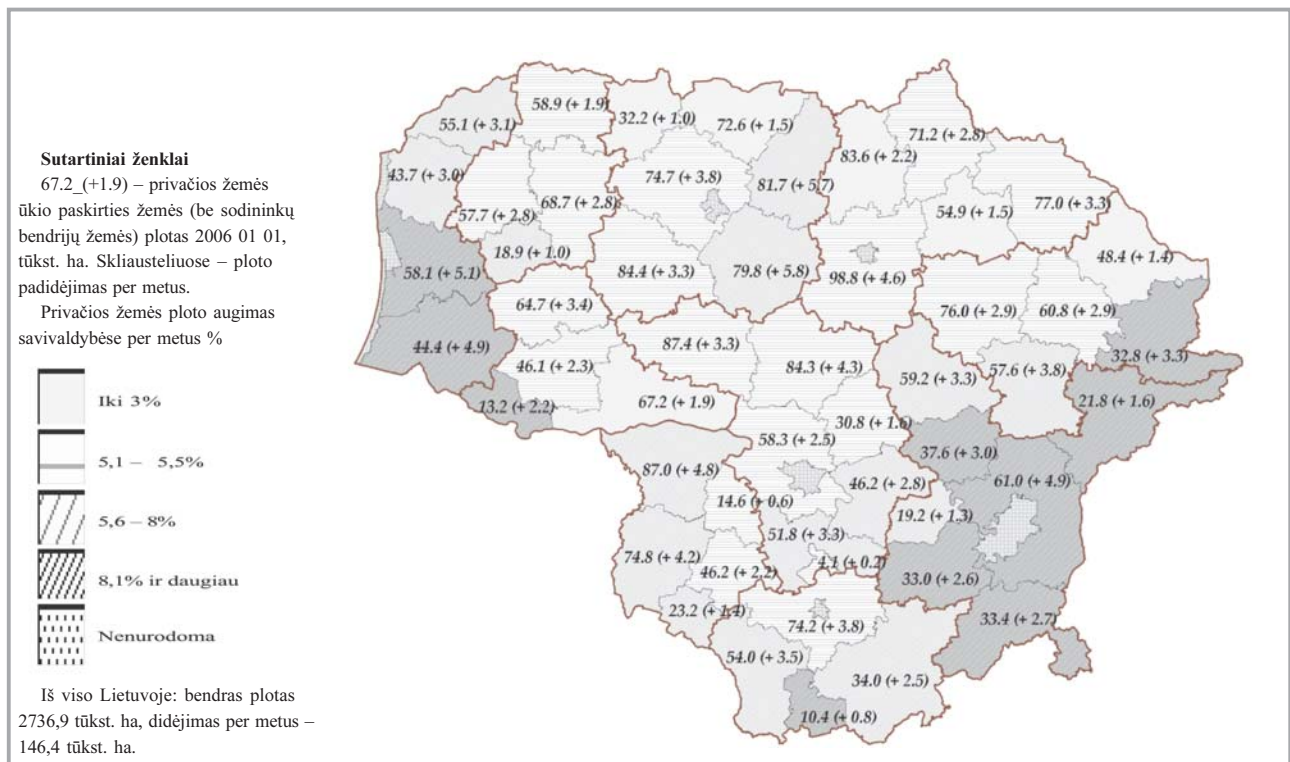 Sutartiniai ženklai
67.2_(+1.9) – privačios žemės
ūkio paskirties žemės (be sodininkų
bendrijų žemės) plotas 2006 01 01,
tūkst. ha. Skliausteliuose – ploto
padidėjimas per metus.
Privačios žemės ploto augimas
savivaldybėse per metus %
Iki 3%
5,1 – 5,5%
5,6 – 8%
8,1% ir daugiau
Nenurodoma
Iš viso Lietuvoje: bendras plotas
2736,9 tūkst. ha, didėjimas per metus –
146,4 tūkst. ha.
58.9 (+ 1.9)
55.1 (+ 3.1)
32.2 (+ 1.0)
72.6 (+ 1.5)
71.2 (+ 2.8)
83.6 (+ 2.2)
43.7 (+ 3.0)
74.7 (+ 3.8)
81.7 (+ 5.7)
68.7 (+ 2.8)
77.0 (+ 3.3)
54.9 (+ 1.5)
57.7 (+ 2.8)
18.9 (+ 1.0)
48.4 (+ 1.4)
58.1 (+ 5.1)
84.4 (+ 3.3)
79.8 (+ 5.8)
98.8 (+ 4.6)
64.7 (+ 3.4)
76.0 (+ 2.9)
60.8 (+ 2.9)
44.4 (+ 4.9)
87.4 (+ 3.3)
32.8 (+ 3.3)
46.1 (+ 2.3)
84.3 (+ 4.3)
59.2 (+ 3.3)
57.6 (+ 3.8)
13.2 (+ 2.2)
67.2 (+ 1.9)
21.8 (+ 1.6)
30.8 (+ 1.6)
58.3 (+ 2.5)
37.6 (+ 3.0)
87.0 (+ 4.8)
46.2 (+ 2.8)
61.0 (+ 4.9)
14.6 (+ 0.6)
19.2 (+ 1.3)
51.8 (+ 3.3)
74.8 (+ 4.2)
4.1 (+ 0.2)
46.2 (+ 2.2)
33.0 (+ 2.6)
23.2 (+ 1.4)
33.4 (+ 2.7)
74.2 (+ 3.8)
54.0 (+ 3.5)
34.0 (+ 2.5)
10.4 (+ 0.8)